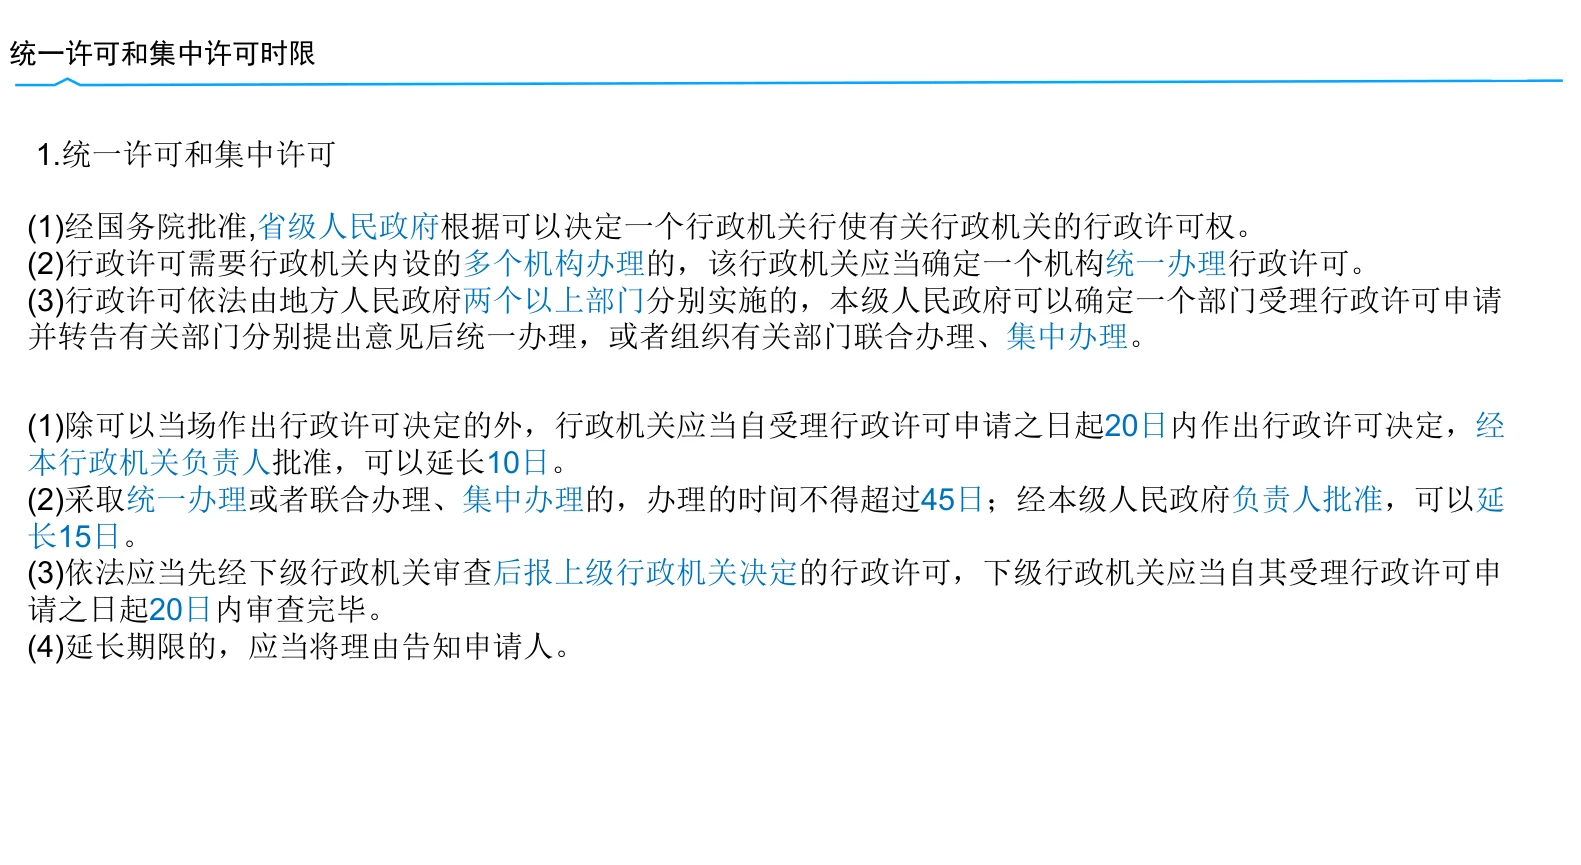 统一许可和集中许可时限
1.统一许可和集中许可
(1)经国务院批准,省级人民政府根据可以决定一个行政机关行使有关行政机关的行政许可权。
(2)行政许可需要行政机关内设的多个机构办理的，该行政机关应当确定一个机构统一办理行政许可。
(3)行政许可依法由地方人民政府两个以上部门分别实施的，本级人民政府可以确定一个部门受理行政许可申请
并转告有关部门分别提出意见后统一办理，或者组织有关部门联合办理、集中办理。
(1)除可以当场作出行政许可决定的外，行政机关应当自受理行政许可申请之日起20日内作出行政许可决定，经
本行政机关负责人批准，可以延长10日。
(2)采取统一办理或者联合办理、集中办理的，办理的时间不得超过45日；经本级人民政府负责人批准，可以延
长15日。
(3)依法应当先经下级行政机关审查后报上级行政机关决定的行政许可，下级行政机关应当自其受理行政许可申
请之日起20日内审查完毕。
(4)延长期限的，应当将理由告知申请人。